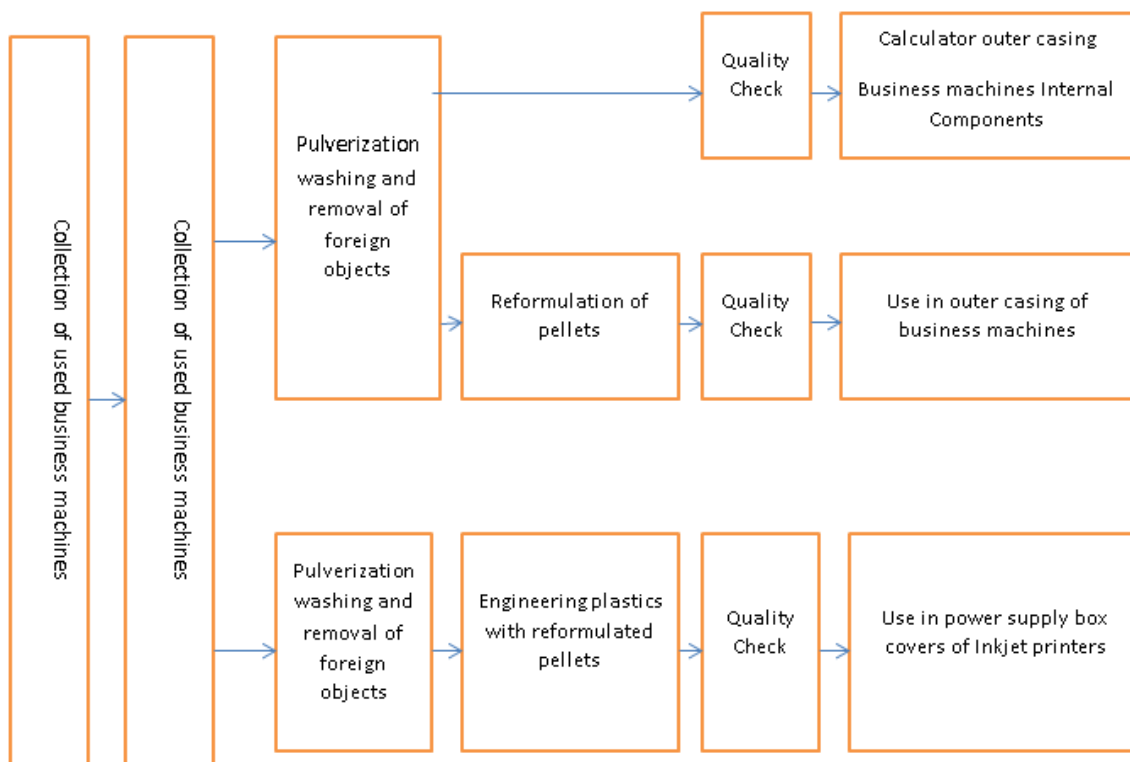 Collection of used business machines
Collection of used business machines
Pulverization
washing and
removal of
foreign
objects
Quality
Check
Calculator outer casing
Business machines Internal
Components
Reformulation of
pellets
Quality
Check
Use in outer casing of
business machines
Pulverization
washing and
removal of
foreign
objects
Engineering plastics
with reformulated
pellets
Quality
Check
Use in power supply box
covers of Inkjet printers